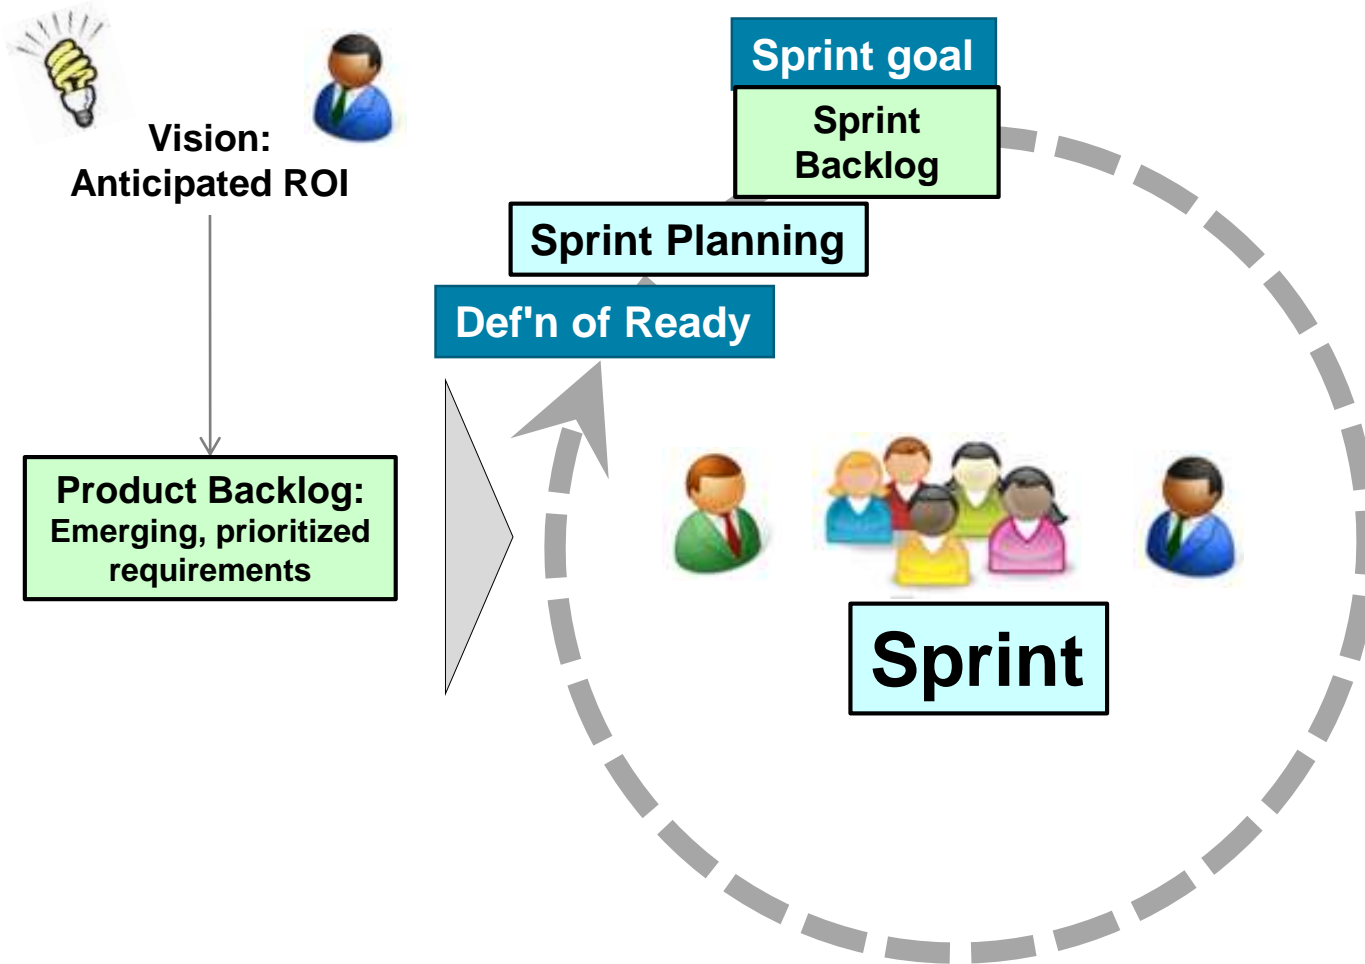 Vision:
Anticipated ROI
Sprint goal
Sprint
Backlog
Sprint Planning
Def'n of Ready
Product Backlog:
Emerging, prioritized
requirements
Sprint